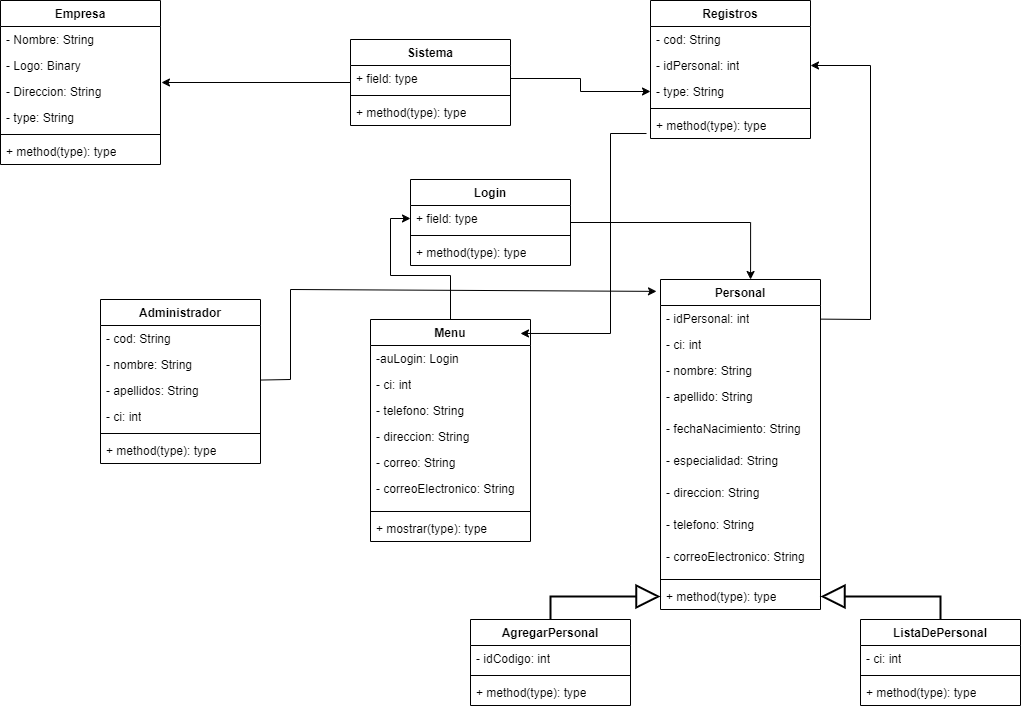 Empresa
- Nombre: String
- Logo: Binary
- Direccion: String
- type: String
+ method(type): type
Sistema
+ field: type
+ method(type): type
Registros
- cod: String
- idPersonal: int
- type: String
+ method(type): type
Login
+ field: type
+ method(type): type
Administrador
- cod: String
- nombre: String
- apellidos: String
- ci: int
+ method(type): type
Menu
-auLogin: Login
- ci: int
- telefono: String
- direccion: String
- correo: String
- correoElectronico: String
+ mostrar(type): type
Personal
- idPersonal: int
- ci: int
- nombre: String
- apellido: String
- fechaNacimiento: String
- especialidad: String
- direccion: String
- telefono: String
- correoElectronico: String
+ method(type): type
AgregarPersonal
- idCodigo: int
+ method(type): type
ListaDePersonal
- ci: int
+ method(type): type